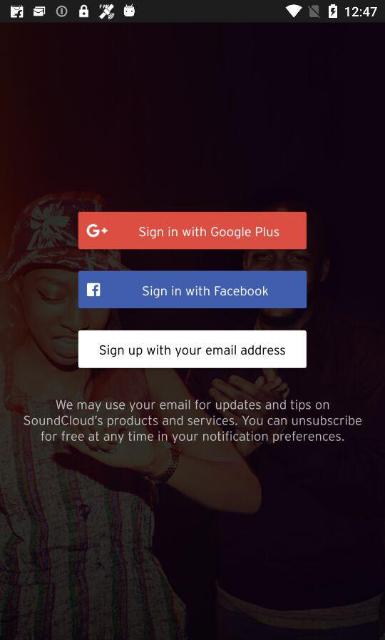 12:47
G+ Sign in with Google Plus
f Sign in with Facebook
Sign up with your email address
We may use your email for updates and tips on
SoundCloud's products and services. You can unsubscribe
for free at any time in your notification preferences.